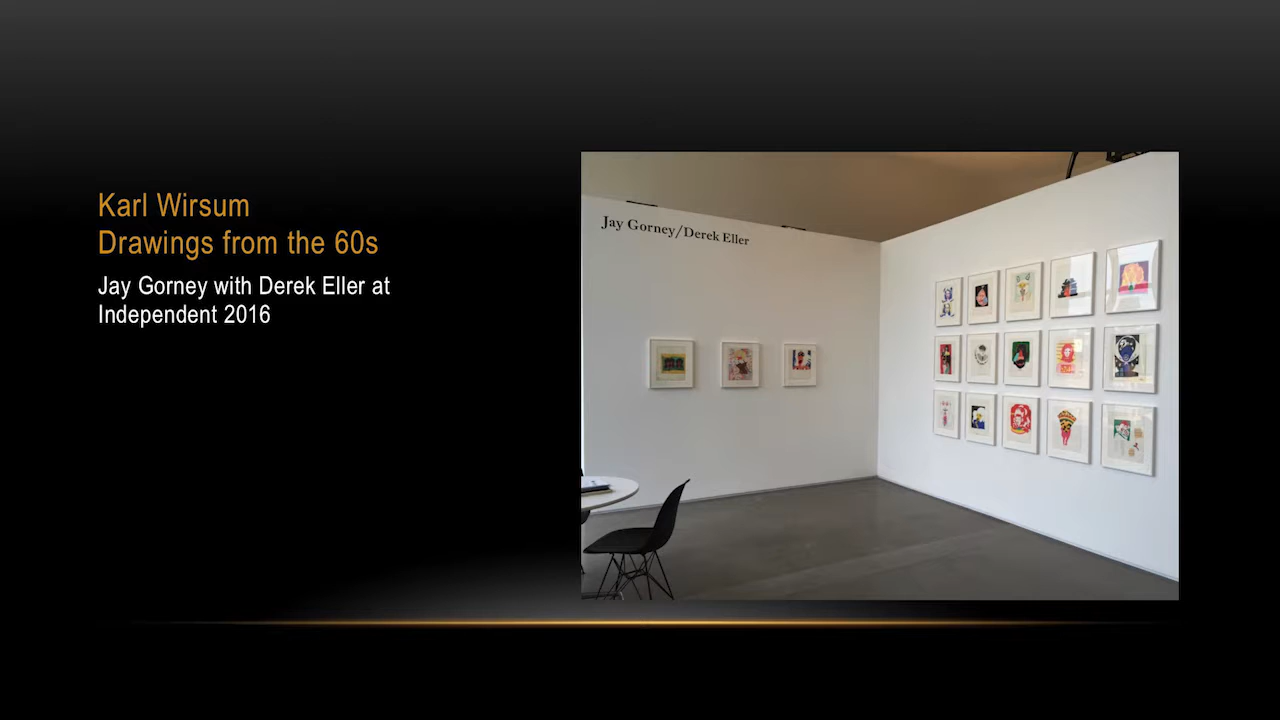 Karl Wirsum
Drawings from the 60s
Jay Gorney with Derek Eller at
Independent 2016
Jay Gorney/Derek Eller